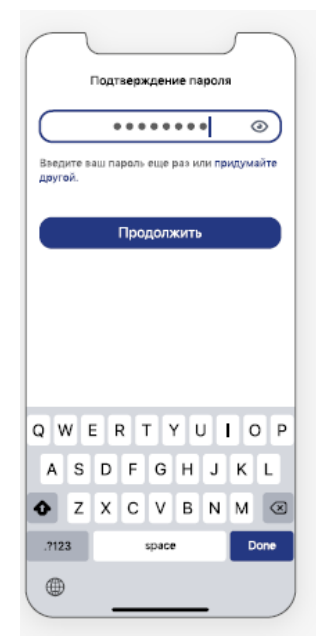 Подтверждение пароля
Введите ваш пароль еще раз или придумайте
другой.
Продолжить
Q W E R T Y U I O P
A S D F G H J K L
Z X C V B N M
.?123 space Done